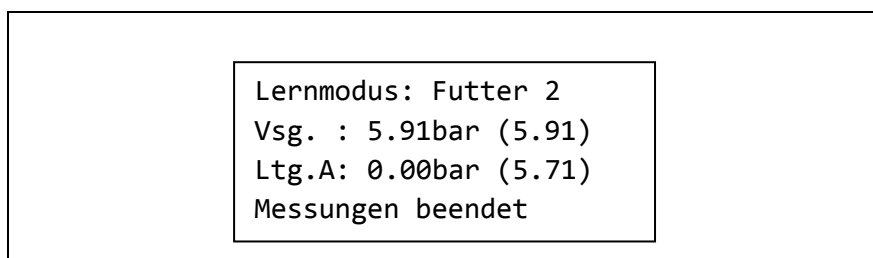 Lernmodus: Futter 2
Vsg. : 5.91bar (5.91)
Ltg.A: 0.00bar (5.71)
Messungen beendet